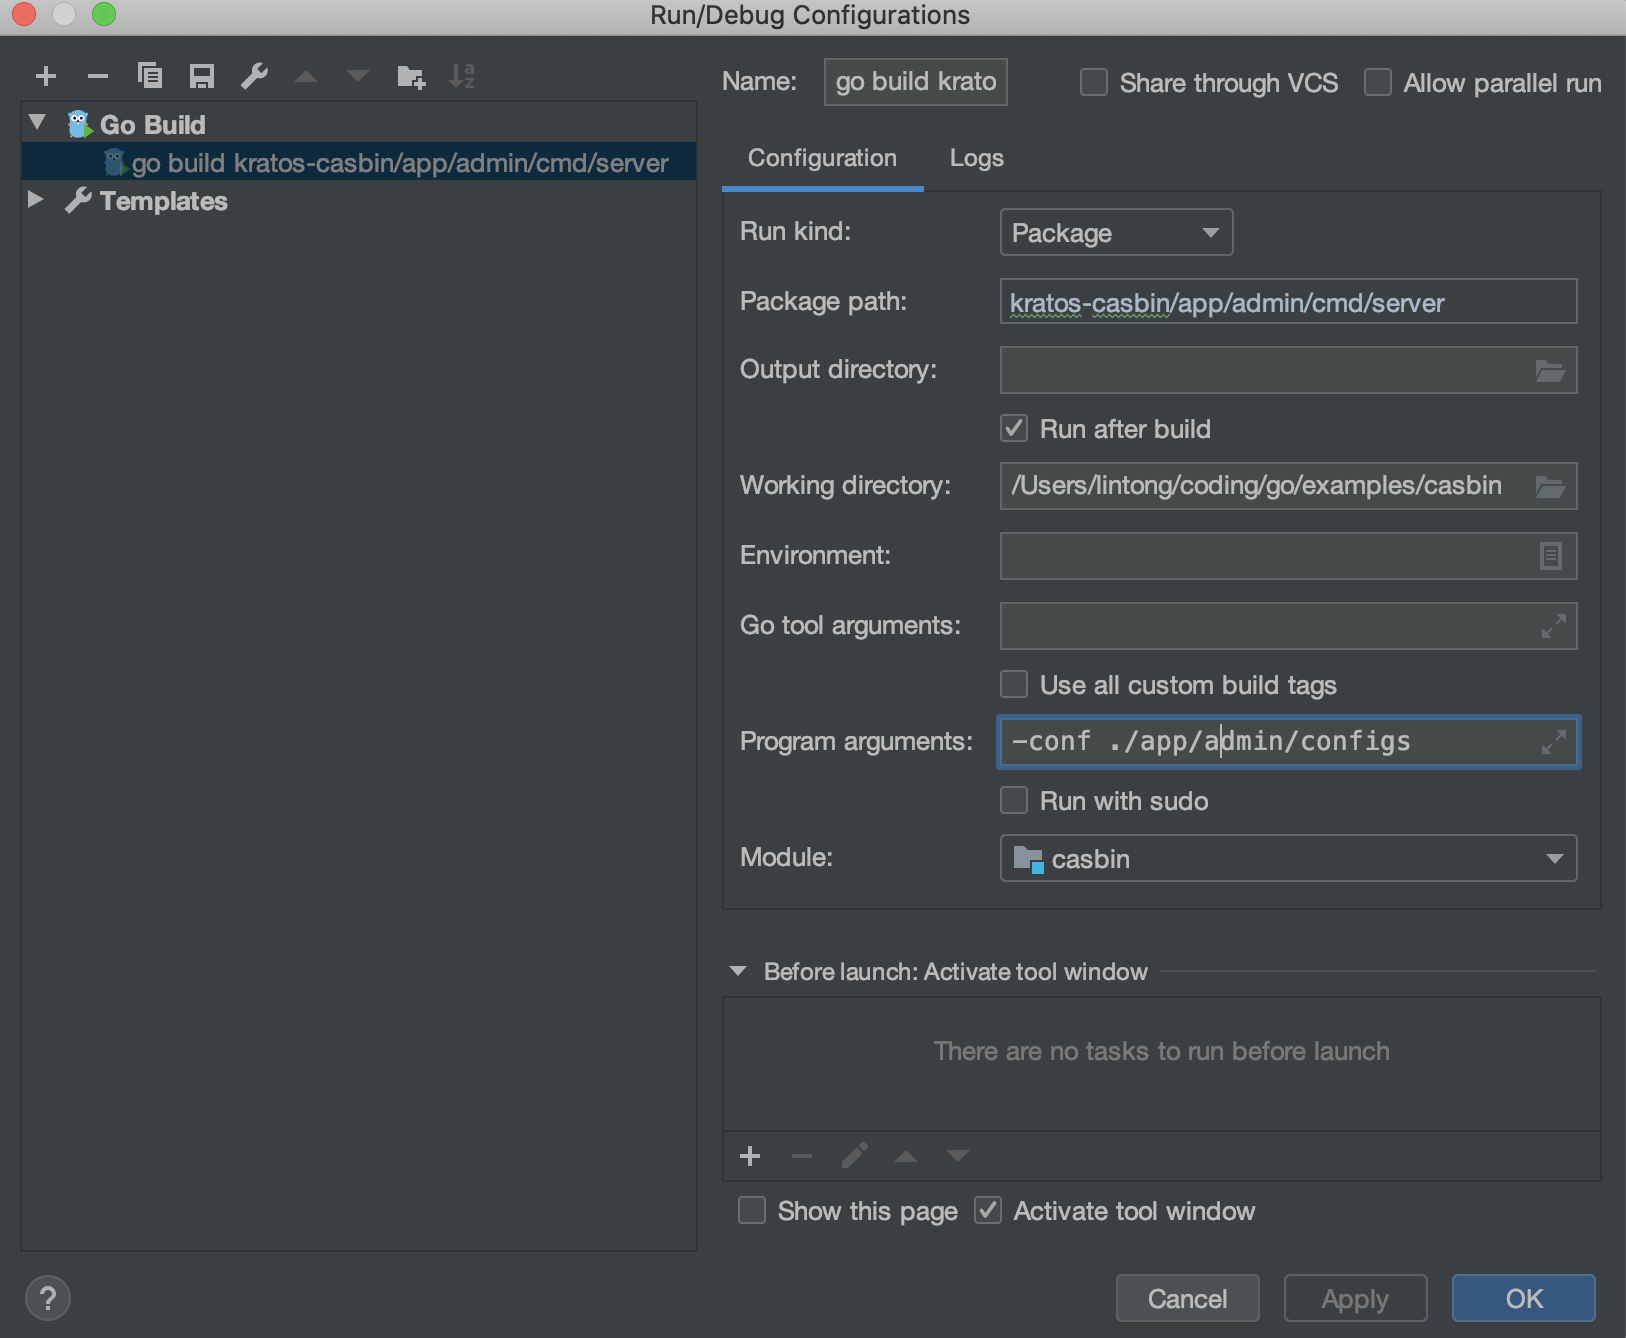 Run/Debug Configurations
Name: go build krato
Share through VCS
Allow parallel run
Go Build
go build kratos-casbin/app/admin/cmd/server
Templates
Configuration
Logs
Run kind: Package
Package path: kratos-casbin/app/admin/cmd/server
Output directory:
Run after build
Working directory: /Users/lintong/coding/go/examples/casbin
Environment:
Go tool arguments:
Use all custom build tags
Program arguments: -conf ./app/admin/configs
Run with sudo
Module: casbin
Before launch: Activate tool window
There are no tasks to run before launch
Show this page
Activate tool window
?
Cancel
Apply
OK